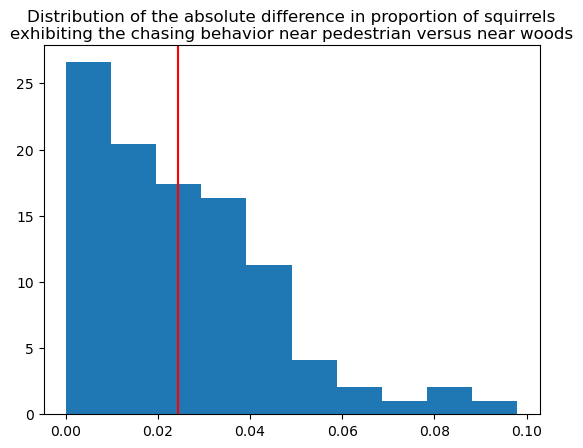 Distribution of the absolute difference in proportion of squirrels
exhibiting the chasing behavior near pedestrian versus near woods
25
20
15
10
5
0
0.00 0.02 0.04 0.06 0.08 0.10